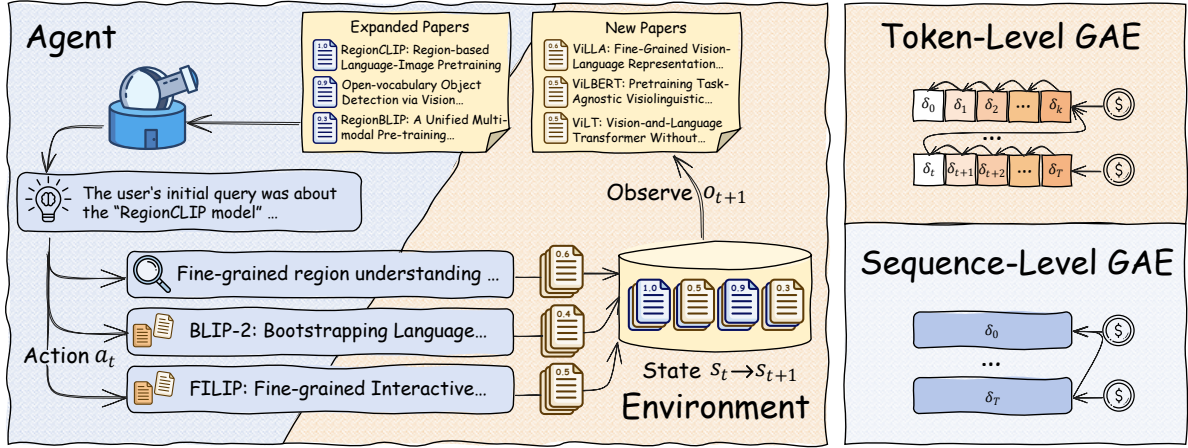 Agent
Expanded Papers
1.0
RegionCLIP: Region-based
Language-Image Pretraining
0.9
Open-vocabulary Object
Detection via Vision...
0.3
RegionBLIP: A Unified Multi-
modal Pre-training...
New Papers
0.6
ViLLA: Fine-Grained Vision-
Language Representation...
0.5
ViLBERT: Pretraining Task-
Agnostic Visiolinguistic...
0.5
ViLT: Vision-and-Language
Transformer Without...
The user's initial query was about
the “RegionCLIP model” ...
Observe o_{t+1}
Fine-grained region understanding ...
0.6
BLIP-2: Bootstrapping Language...
0.4
FILIP: Fine-grained Interactive...
0.5
Action a_t
1.0 0.5 0.9 0.3
State s_t→s_{t+1}
Environment
Token-Level GAE
δ_0 δ_1 δ_2 ... δ_k $
...
δ_t δ_{t+1} δ_{t+2} ... δ_T $
Sequence-Level GAE
δ_0 $
...
δ_T $